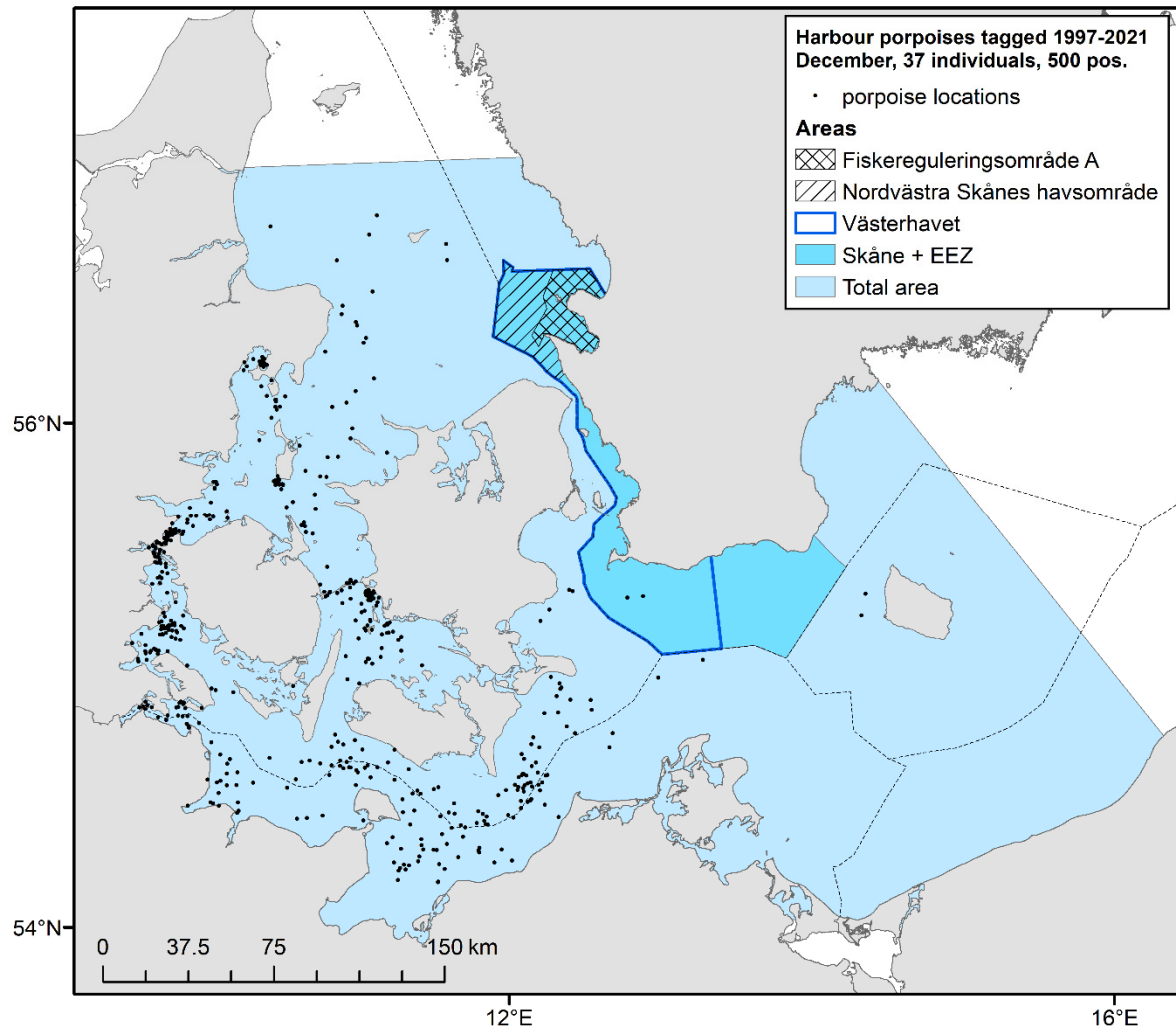 Harbour porpoises tagged 1997-2021
December, 37 individuals, 500 pos.
porpoise locations
Areas
Fiskereguleringsområde A
Nordvästra Skånes havsområde
Västerhavet
Skåne + EEZ
Total area
56°N
54°N
0 37.5 75 150 km
12°E 16°E